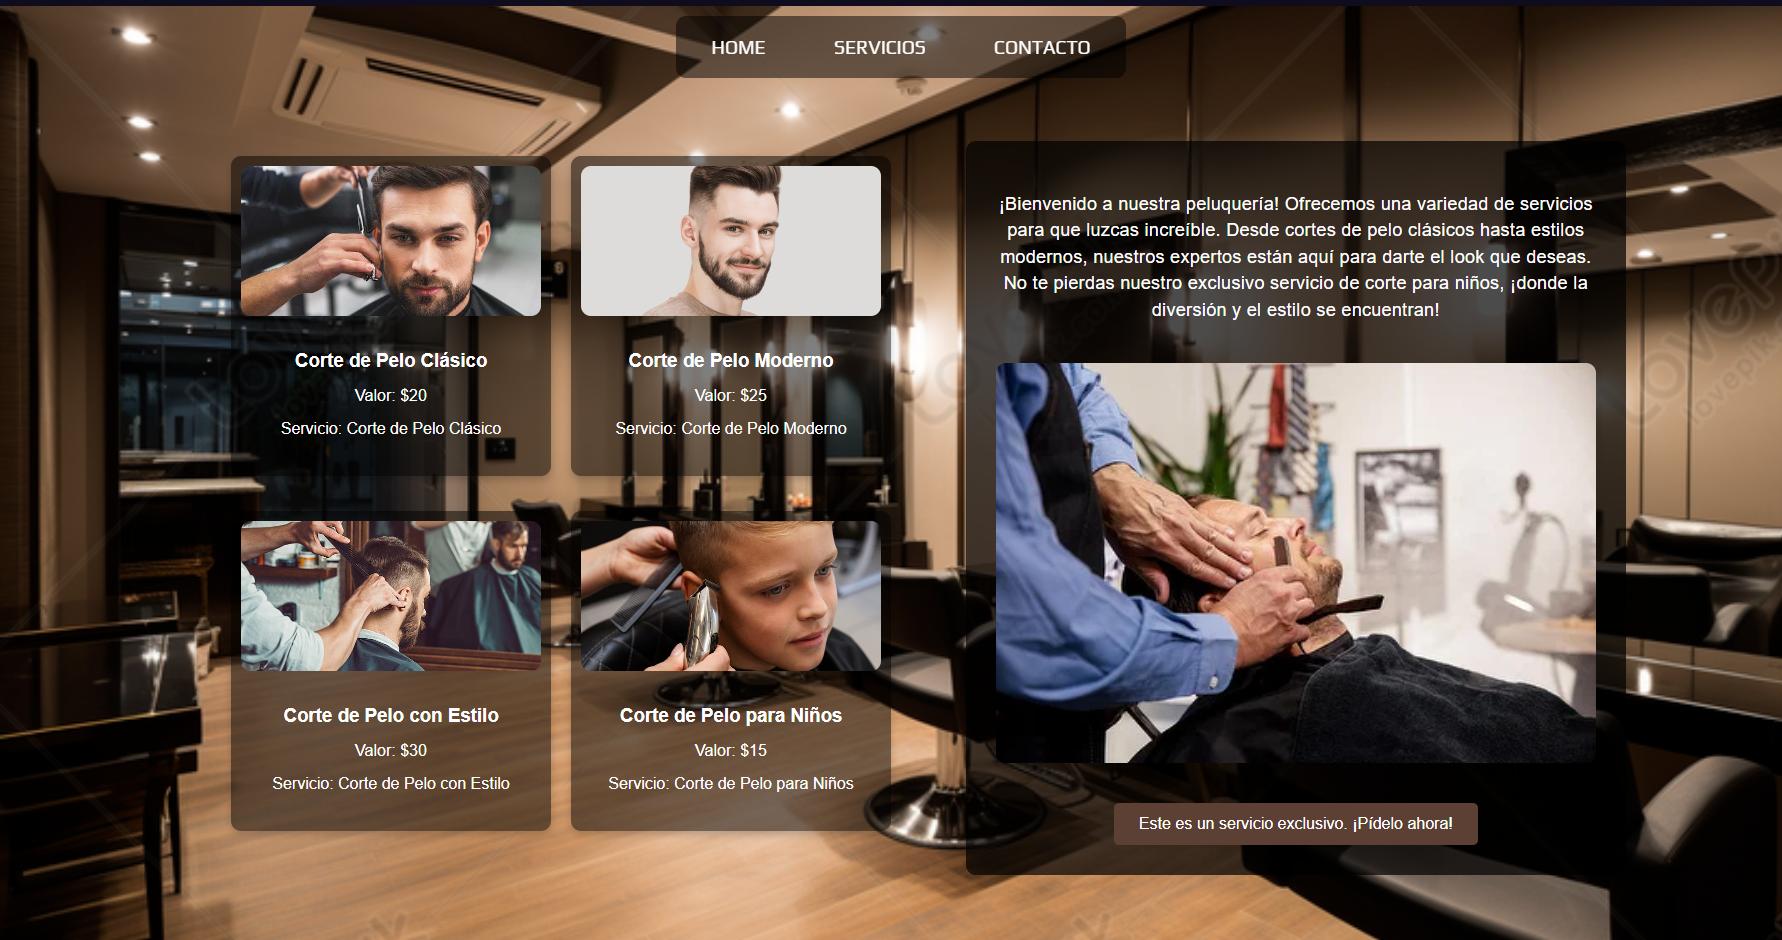 HOME SERVICIOS CONTACTO
Corte de Pelo Clásico
Valor: $20
Servicio: Corte de Pelo Clásico
Corte de Pelo Moderno
Valor: $25
Servicio: Corte de Pelo Moderno
Corte de Pelo con Estilo
Valor: $30
Servicio: Corte de Pelo con Estilo
Corte de Pelo para Niños
Valor: $15
Servicio: Corte de Pelo para Niños
¡Bienvenido a nuestra peluquería! Ofrecemos una variedad de servicios
para que luzcas increíble. Desde cortes de pelo clásicos hasta estilos
modernos, nuestros expertos están aquí para darte el look que deseas.
No te pierdas nuestro exclusivo servicio de corte para niños, ¡donde la
diversión y el estilo se encuentran!
Este es un servicio exclusivo. ¡Pídelo ahora!